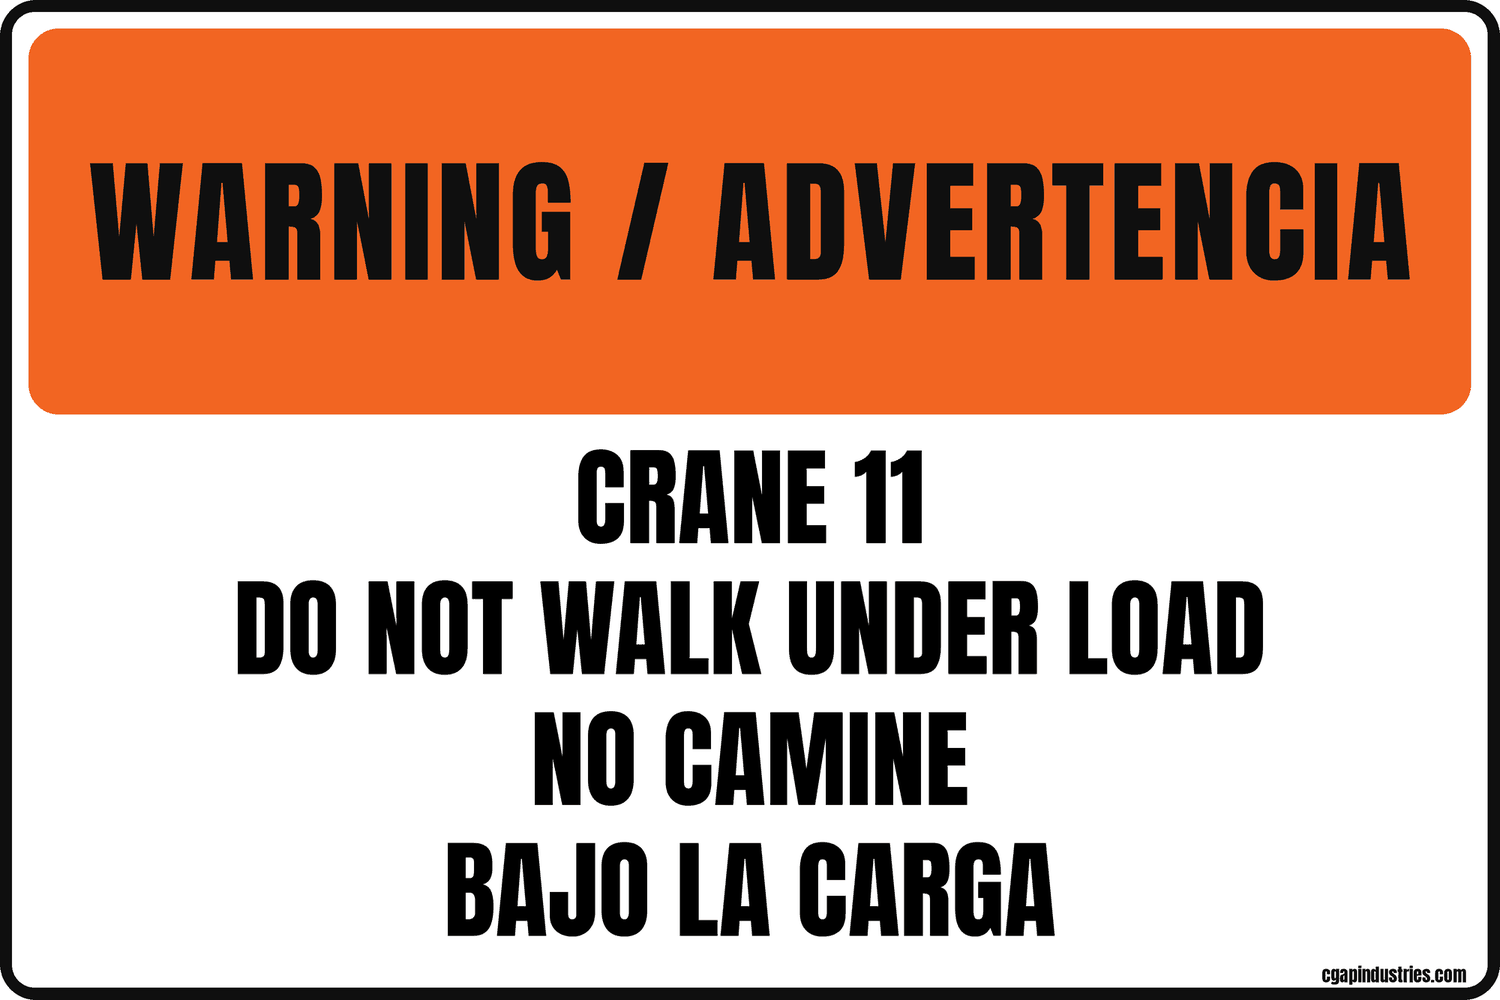 WARNING / ADVERTENCIA
CRANE 11
DO NOT WALK UNDER LOAD
NO CAMINE
BAJO LA CARGA
cgapindustries.com